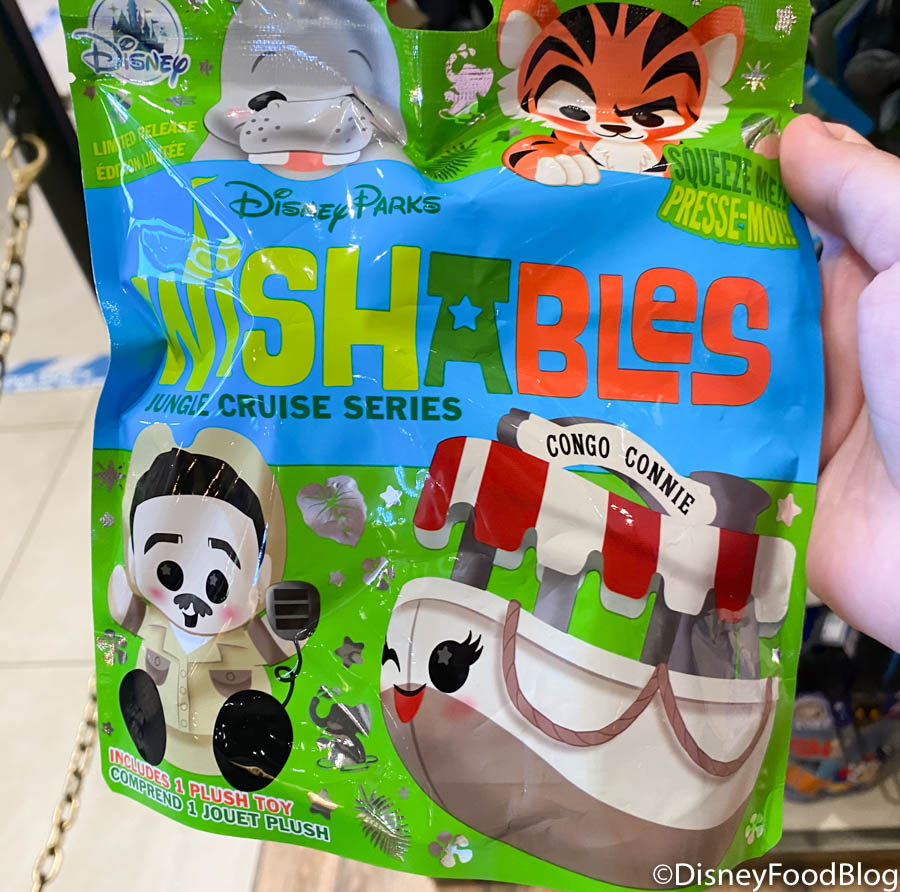 Disney
LIMITED RELEASE
ÉDITION LIMITÉE
SQUEEZE ME!
PRESSE-MOI!
Disney Parks
WISHABLES
JUNGLE CRUISE SERIES
CONGO CONNIE
INCLUDES 1 PLUSH TOY
COMPREND 1 JOUET PLUSH
©DisneyFoodBlog